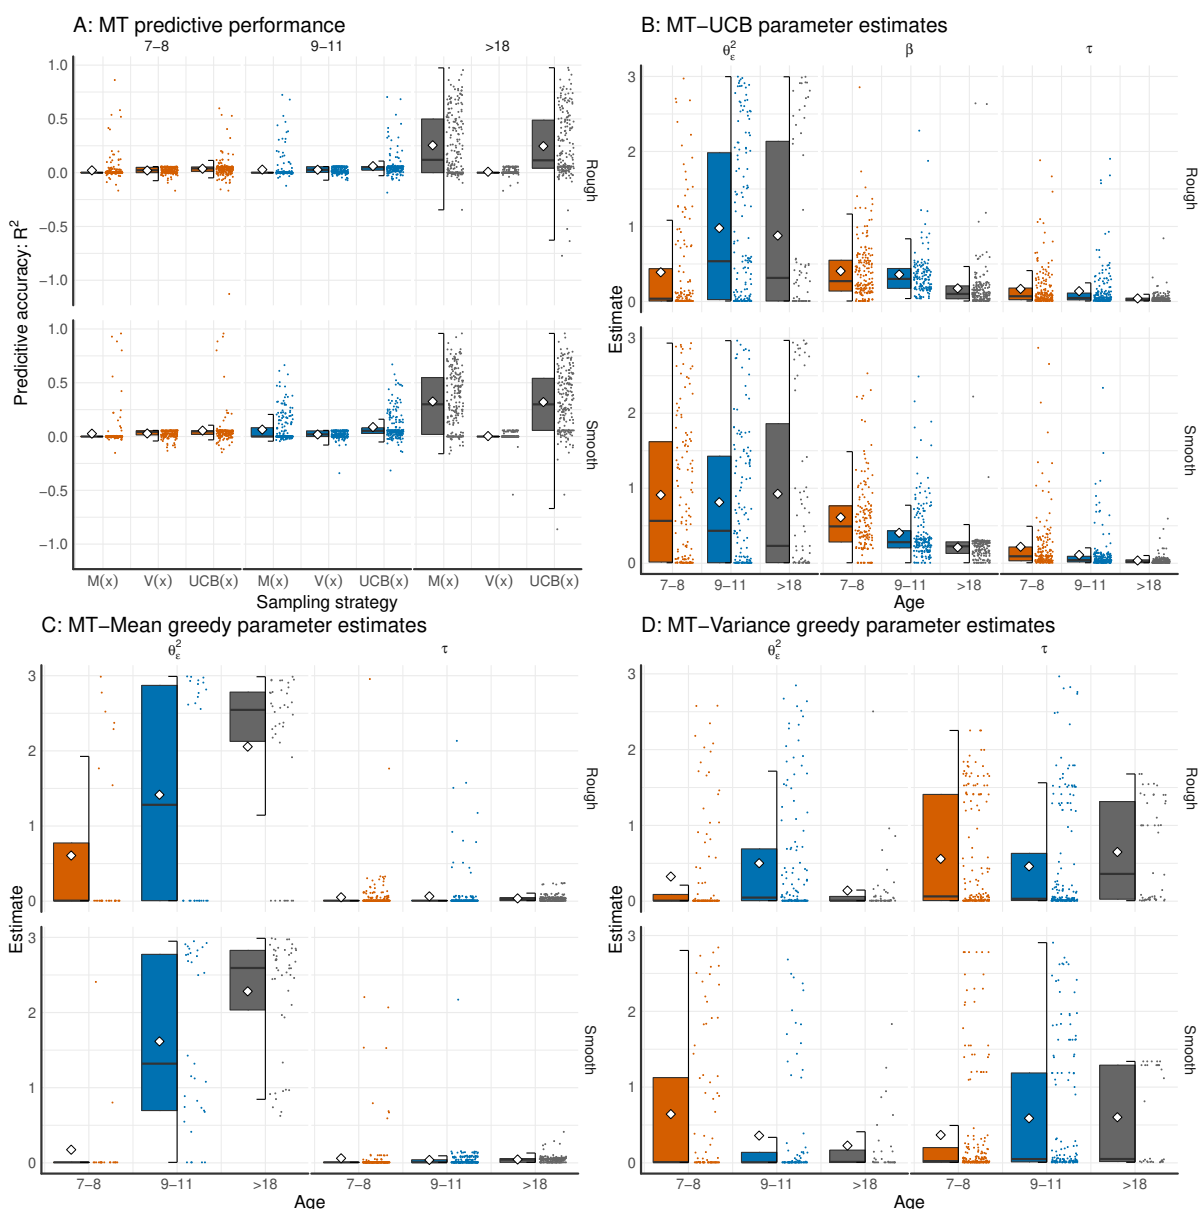 A: MT predictive performance
7−8 9−11 >18
Predicitive accuracy: R²
1.0
0.5
0.0
−0.5
−1.0
Rough
1.0
0.5
0.0
−0.5
−1.0
Smooth
M(x) V(x) UCB(x) M(x) V(x) UCB(x) M(x) V(x) UCB(x)
Sampling strategy
B: MT−UCB parameter estimates
θ²ε β τ
Estimate
3
2
1
0
Rough
3
2
1
0
Smooth
7−8 9−11 >18 7−8 9−11 >18 7−8 9−11 >18
Age
C: MT−Mean greedy parameter estimates
θ²ε τ
Estimate
3
2
1
0
Rough
3
2
1
0
Smooth
7−8 9−11 >18 7−8 9−11 >18
Age
D: MT−Variance greedy parameter estimates
θ²ε τ
Estimate
3
2
1
0
Rough
3
2
1
0
Smooth
7−8 9−11 >18 7−8 9−11 >18
Age